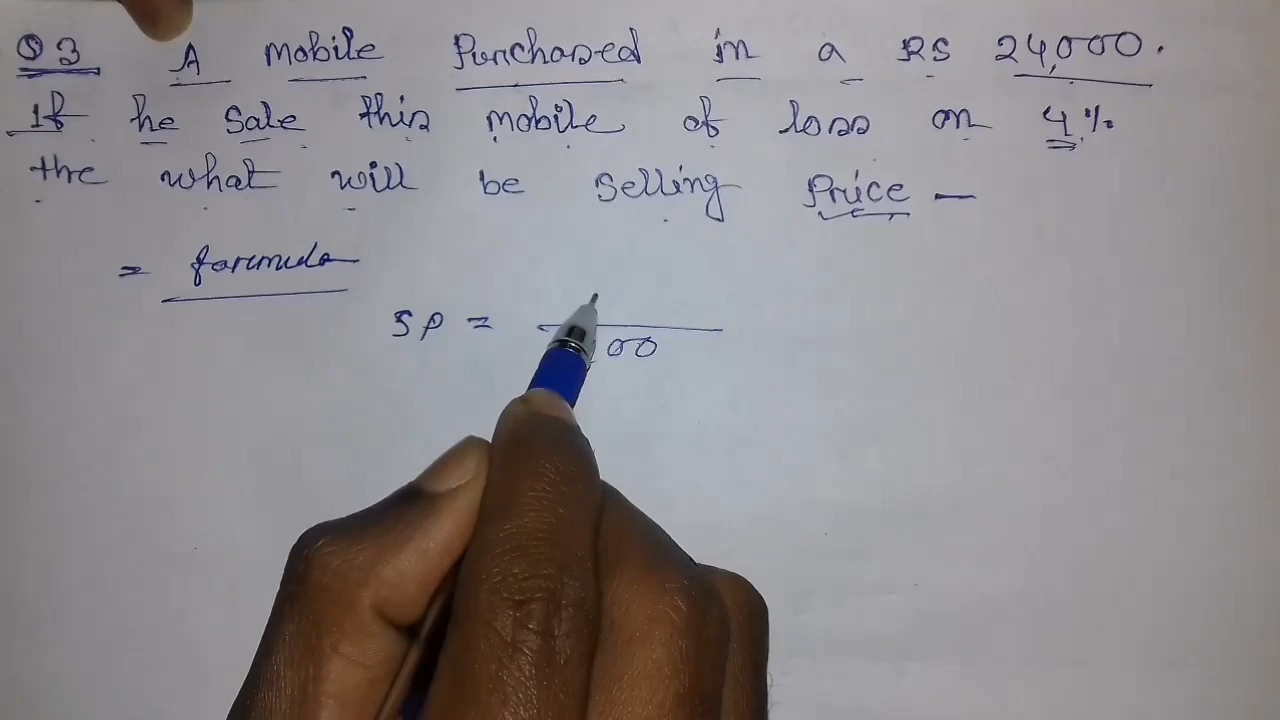 Q3 A mobile Purchased in a RS 24,000.
If he Sale this mobile of loss on 4%
the what will be Selling Price —
= formula
SP =
100